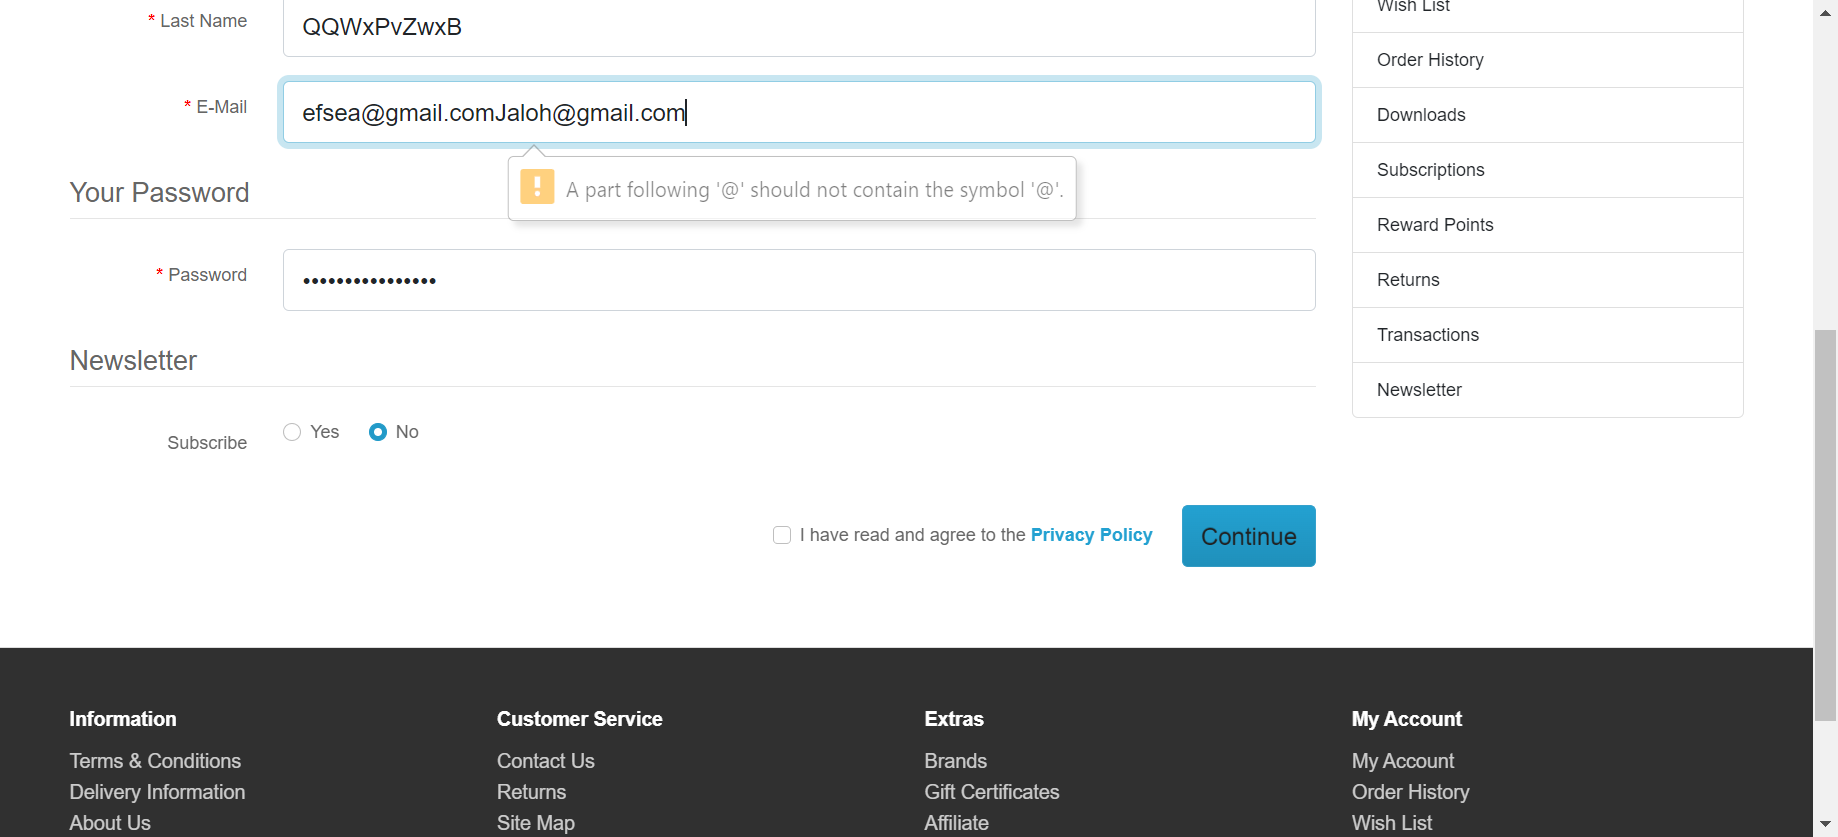 * Last Name
QQWxPvZwxB
* E-Mail
efsea@gmail.comJaloh@gmail.com
! A part following '@' should not contain the symbol '@'.
Your Password
* Password
••••••••••••••••
Newsletter
Subscribe
Yes
No
I have read and agree to the Privacy Policy
Continue
Wish List
Order History
Downloads
Subscriptions
Reward Points
Returns
Transactions
Newsletter
Information
Terms & Conditions
Delivery Information
About Us
Customer Service
Contact Us
Returns
Site Map
Extras
Brands
Gift Certificates
Affiliate
My Account
My Account
Order History
Wish List